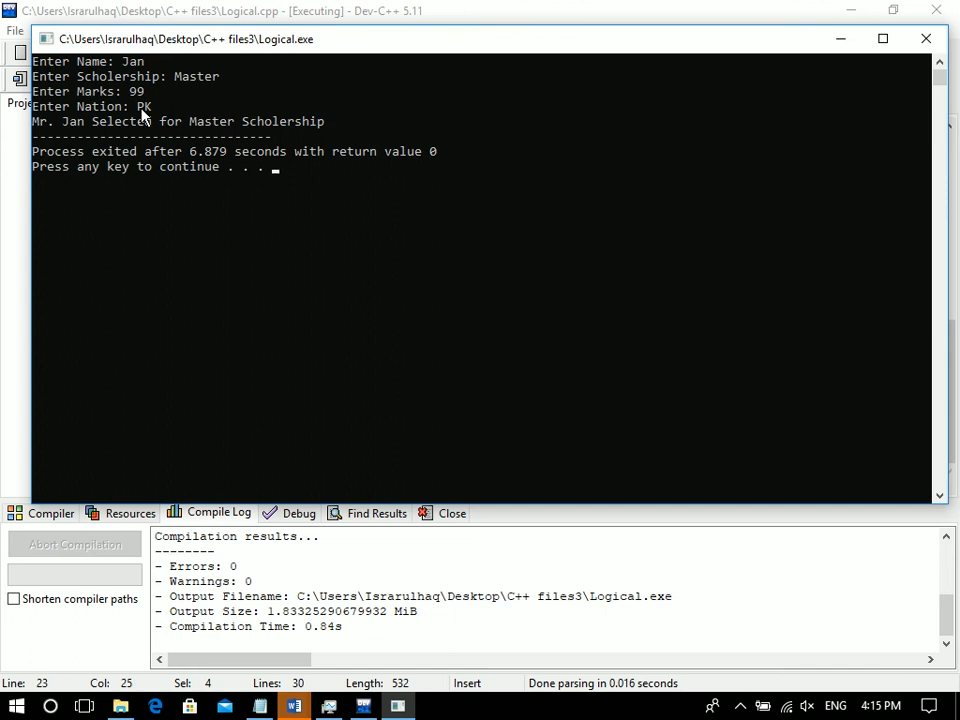 C:\Users\Israrulhaq\Desktop\C++ files3\Logical.cpp - [Executing] - Dev-C++ 5.11
File
C:\Users\Israrulhaq\Desktop\C++ files3\Logical.exe
Proje
Enter Name: Jan
Enter Scholership: Master
Enter Marks: 99
Enter Nation: PK
Mr. Jan Selected for Master Scholership
--------------------------------
Process exited after 6.879 seconds with return value 0
Press any key to continue . . .
Compiler Resources Compile Log Debug Find Results Close
Abort Compilation
Shorten compiler paths
Compilation results...
--------
- Errors: 0
- Warnings: 0
- Output Filename: C:\Users\Israrulhaq\Desktop\C++ files3\Logical.exe
- Output Size: 1.83325290679932 MiB
- Compilation Time: 0.84s
Line: 23 Col: 25 Sel: 4 Lines: 30 Length: 532 Insert Done parsing in 0.016 seconds
ENG 4:15 PM